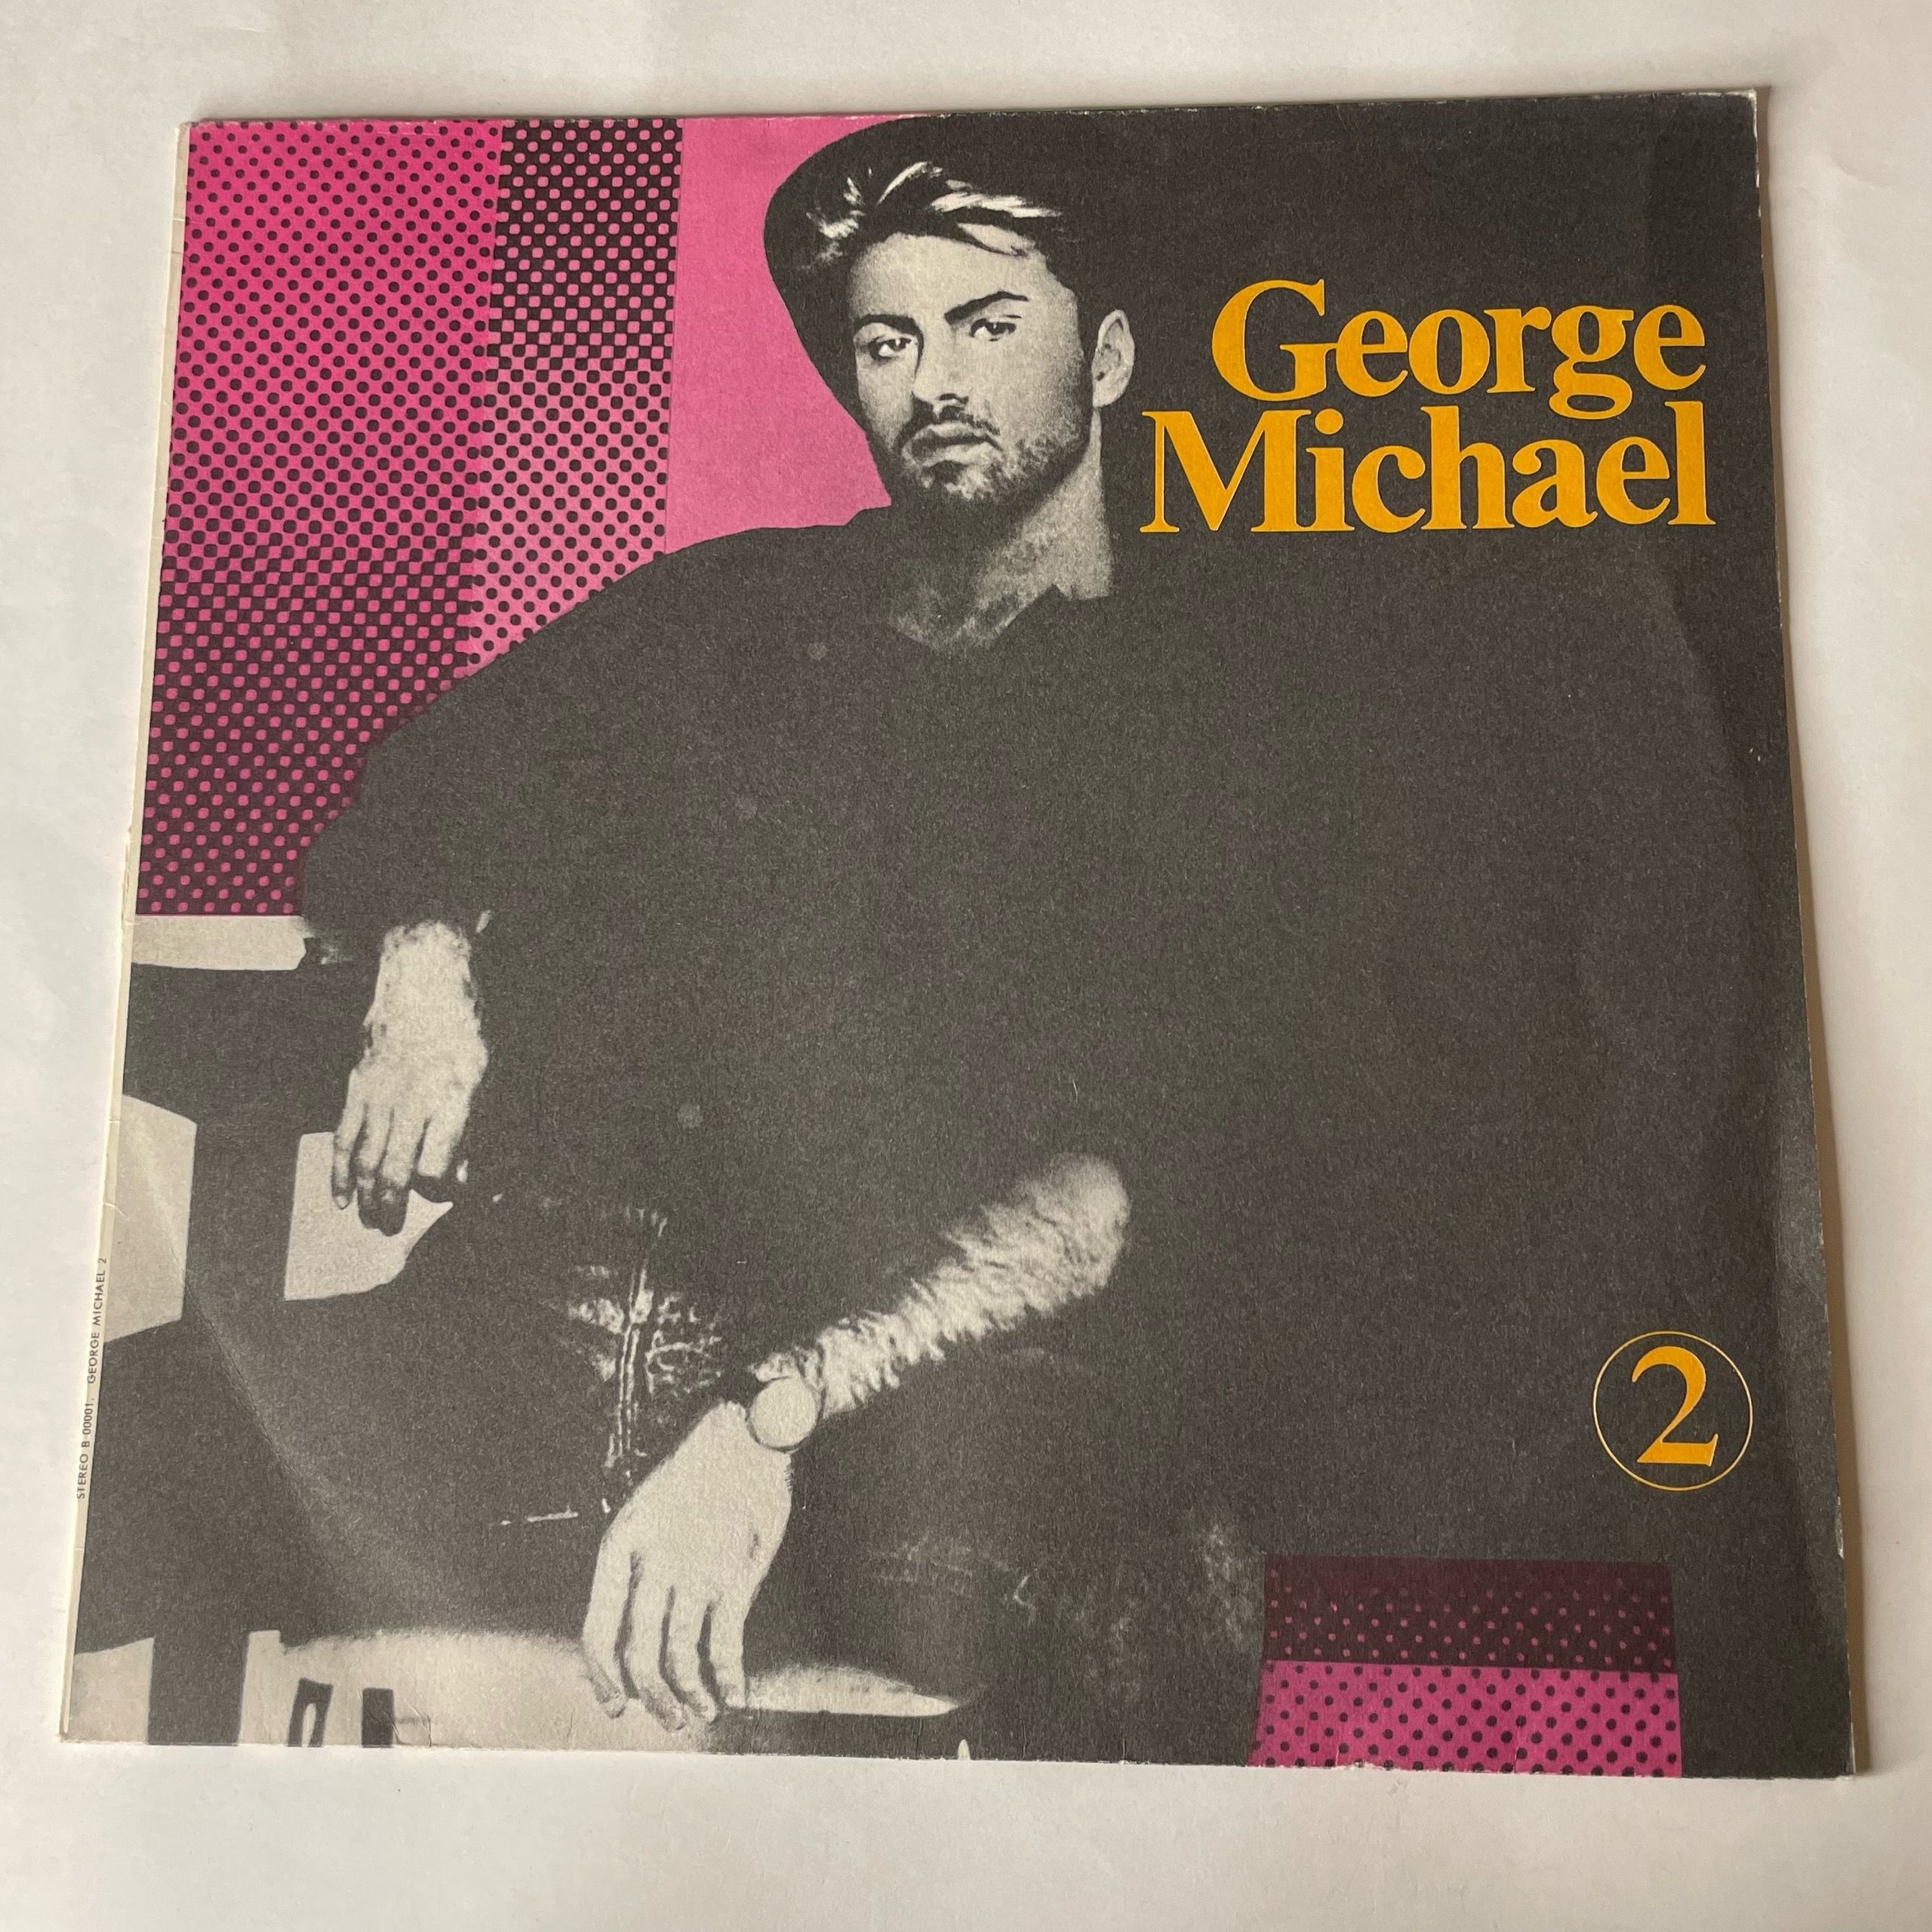 George
Michael
2
STEREO B 00001. GEORGE MICHAEL 2